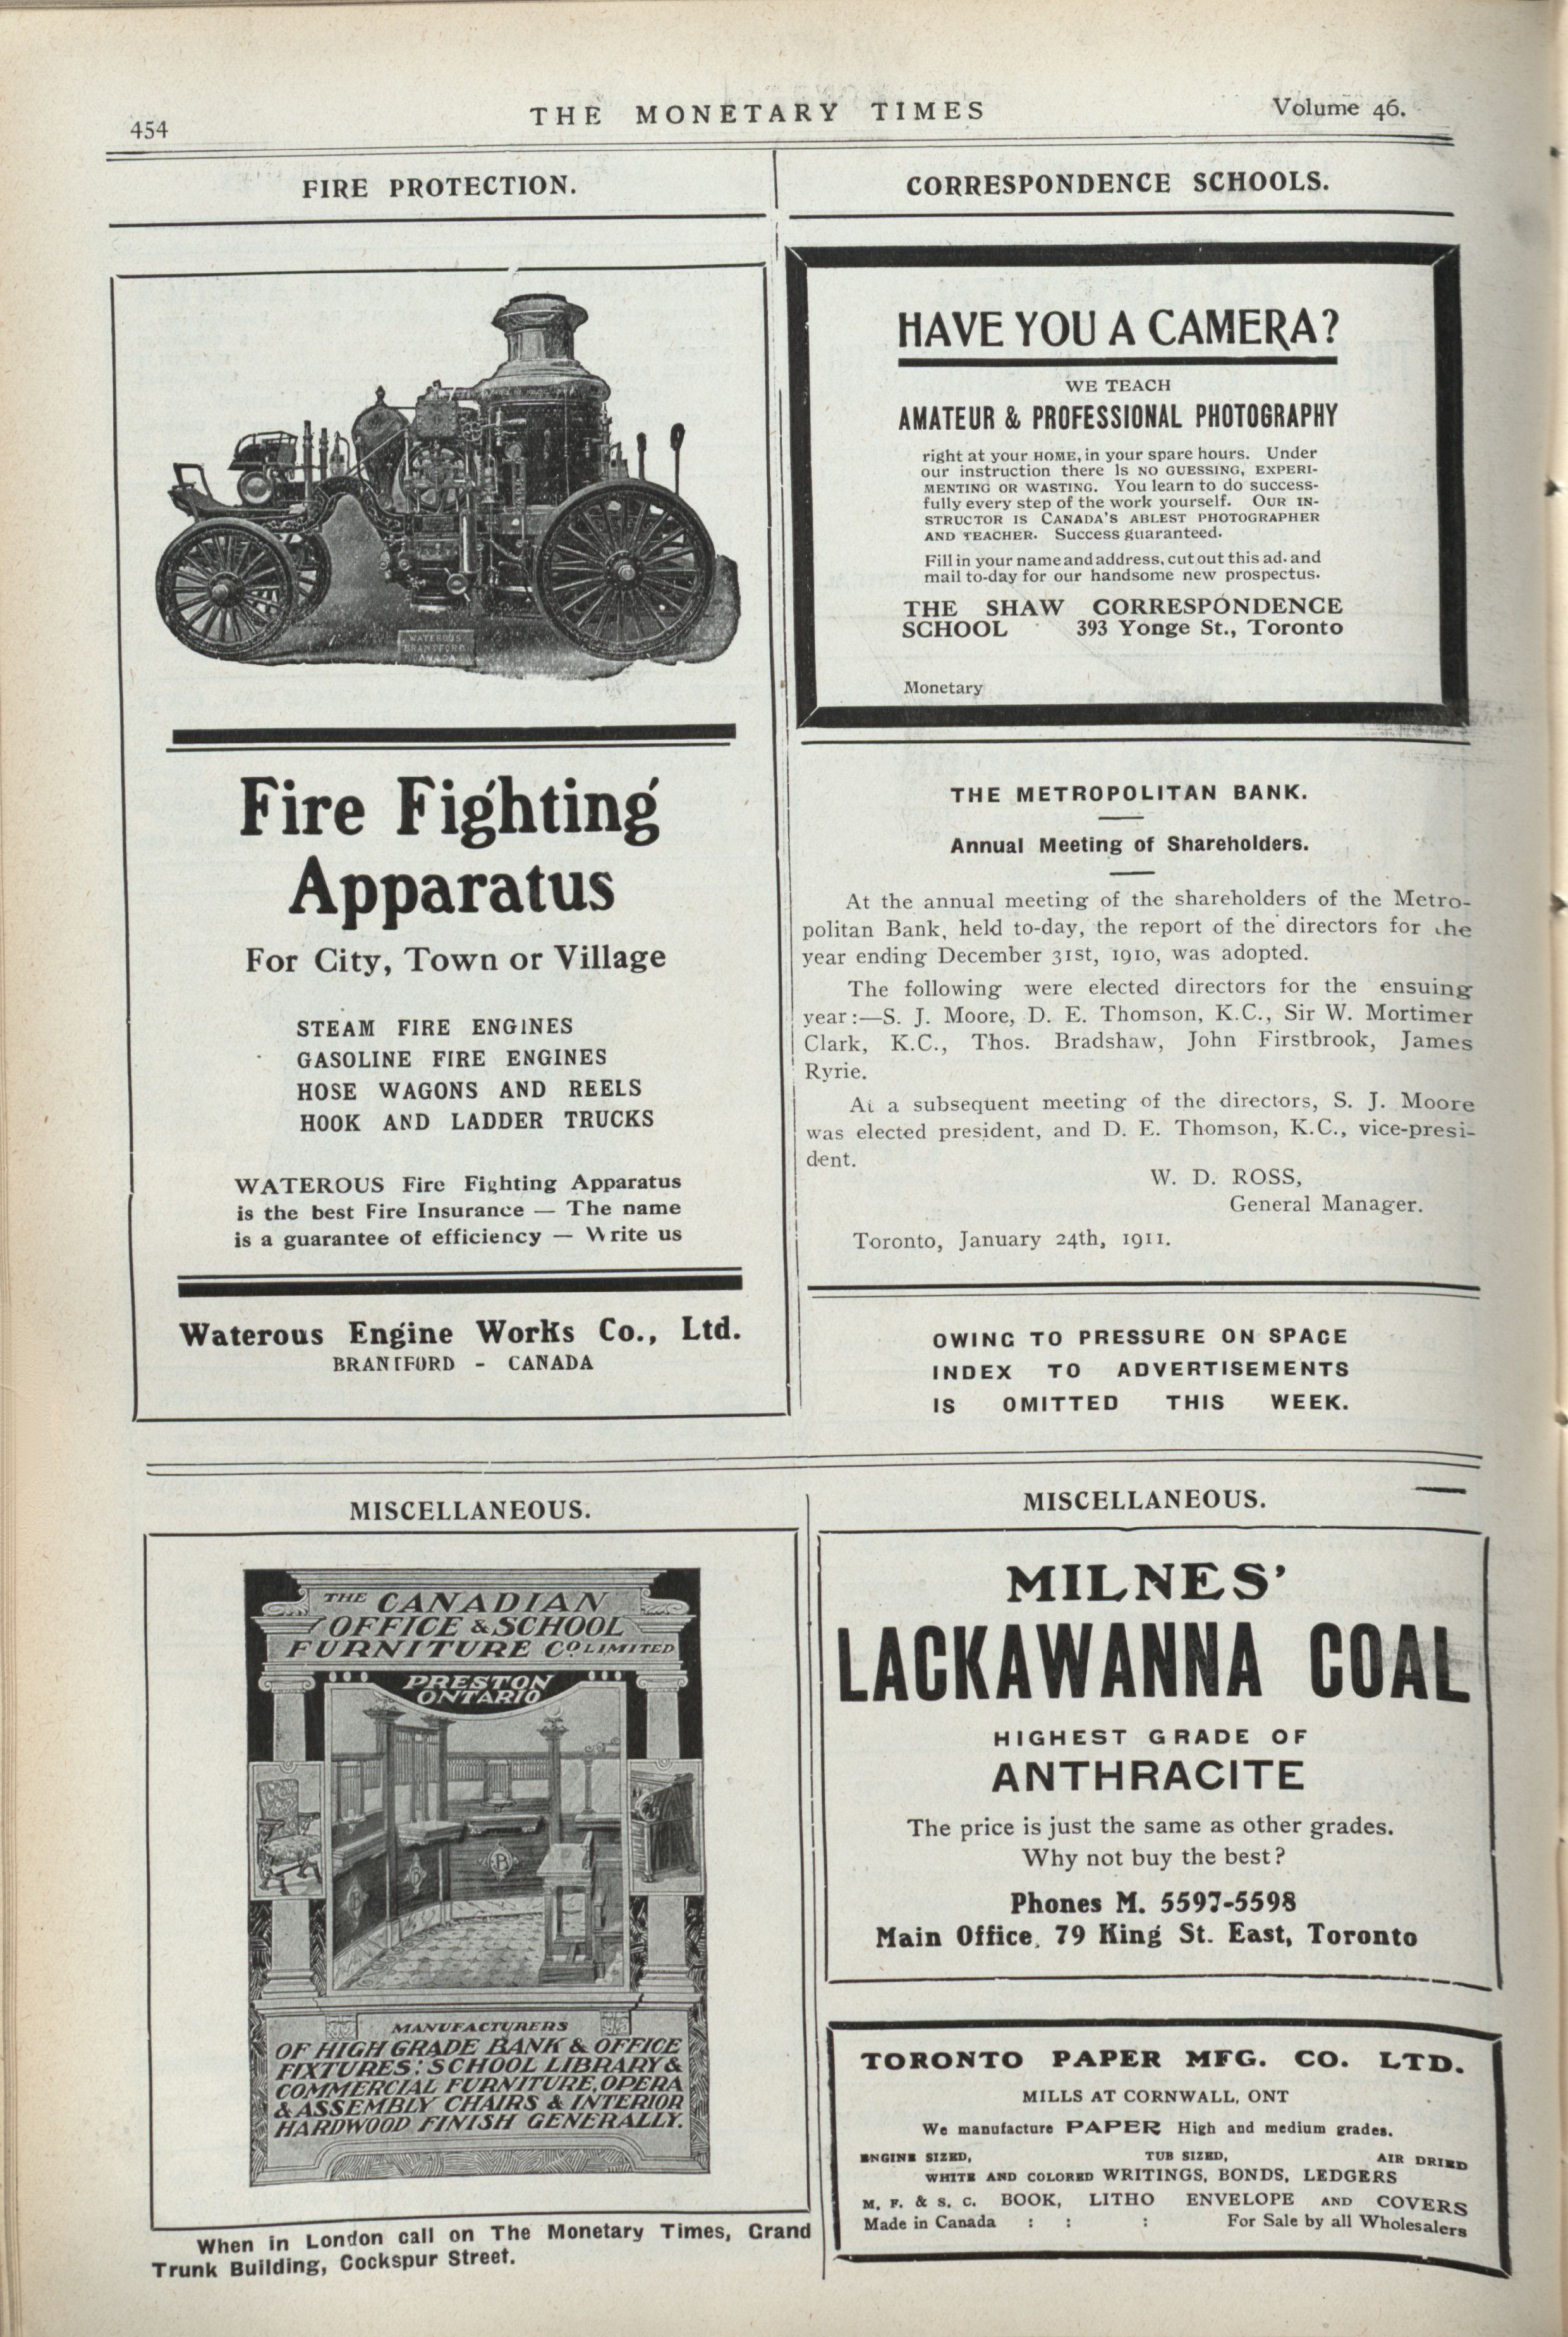 454
THE MONETARY TIMES
Volume 46.
FIRE PROTECTION.
WATEROUS
BRANTFORD
CANADA
Fire Fighting
Apparatus
For City, Town or Village
STEAM FIRE ENGINES
GASOLINE FIRE ENGINES
HOSE WAGONS AND REELS
HOOK AND LADDER TRUCKS
WATEROUS Fire Fighting Apparatus
is the best Fire Insurance — The name
is a guarantee of efficiency — Write us
Waterous Engine Works Co., Ltd.
BRANTFORD - CANADA
CORRESPONDENCE SCHOOLS.
HAVE YOU A CAMERA?
WE TEACH
AMATEUR & PROFESSIONAL PHOTOGRAPHY
right at your HOME, in your spare hours. Under
our instruction there is NO GUESSING, EXPERI-
MENTING OR WASTING. You learn to do success-
fully every step of the work yourself. OUR IN-
STRUCTOR IS CANADA'S ABLEST PHOTOGRAPHER
AND TEACHER. Success guaranteed.
Fill in your name and address, cut out this ad. and
mail to-day for our handsome new prospectus.
THE SHAW CORRESPONDENCE
SCHOOL 393 Yonge St., Toronto
Monetary
THE METROPOLITAN BANK.
Annual Meeting of Shareholders.
At the annual meeting of the shareholders of the Metro-
politan Bank, held to-day, the report of the directors for the
year ending December 31st, 1910, was adopted.
The following were elected directors for the ensuing
year:—S. J. Moore, D. E. Thomson, K.C., Sir W. Mortimer
Clark, K.C., Thos. Bradshaw, John Firstbrook, James
Ryrie.
At a subsequent meeting of the directors, S. J. Moore
was elected president, and D. E. Thomson, K.C., vice-presi-
dent.
W. D. ROSS,
General Manager.
Toronto, January 24th, 1911.
OWING TO PRESSURE ON SPACE
INDEX TO ADVERTISEMENTS
IS OMITTED THIS WEEK.
MISCELLANEOUS.
THE CANADIAN
OFFICE & SCHOOL
FURNITURE CO. LIMITED
PRESTON
ONTARIO
B
MANUFACTURERS
OF HIGH GRADE BANK & OFFICE
FIXTURES: SCHOOL LIBRARY &
COMMERCIAL FURNITURE, OPERA
& ASSEMBLY CHAIRS & INTERIOR
HARDWOOD FINISH GENERALLY.
When in London call on The Monetary Times, Grand
Trunk Building, Cockspur Street.
MISCELLANEOUS.
MILNES'
LACKAWANNA COAL
HIGHEST GRADE OF
ANTHRACITE
The price is just the same as other grades.
Why not buy the best?
Phones M. 5597-5598
Main Office, 79 King St. East, Toronto
TORONTO PAPER MFG. CO. LTD.
MILLS AT CORNWALL, ONT
We manufacture PAPER High and medium grades.
ENGINE SIZED, TUB SIZED, AIR DRIED
WHITE AND COLORED WRITINGS, BONDS, LEDGERS
M. F. & S. C. BOOK, LITHO ENVELOPE AND COVERS
Made in Canada : : : For Sale by all Wholesalers